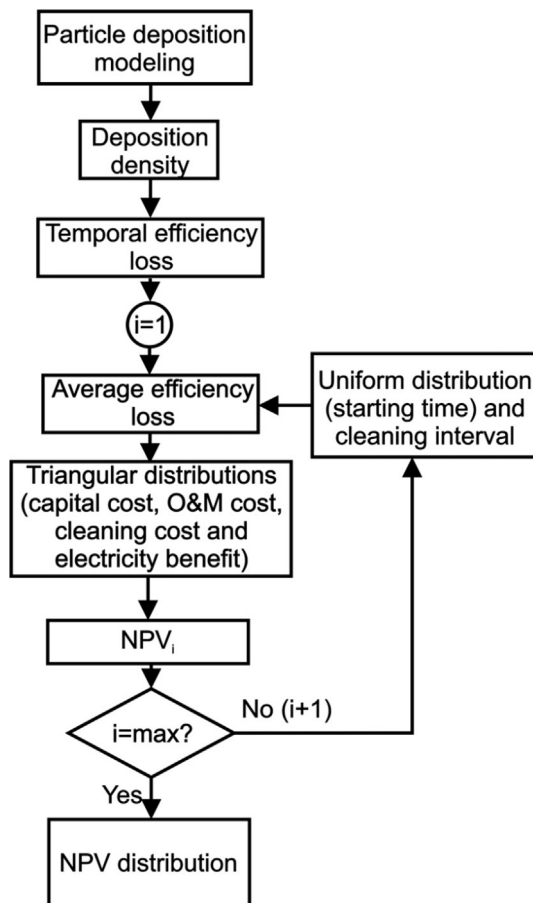 Particle deposition
modeling
Deposition
density
Temporal efficiency
loss
i=1
Average efficiency
loss
Uniform distribution
(starting time) and
cleaning interval
Triangular distributions
(capital cost, O&M cost,
cleaning cost and
electricity benefit)
NPVᵢ
i=max?
No (i+1)
Yes
NPV distribution